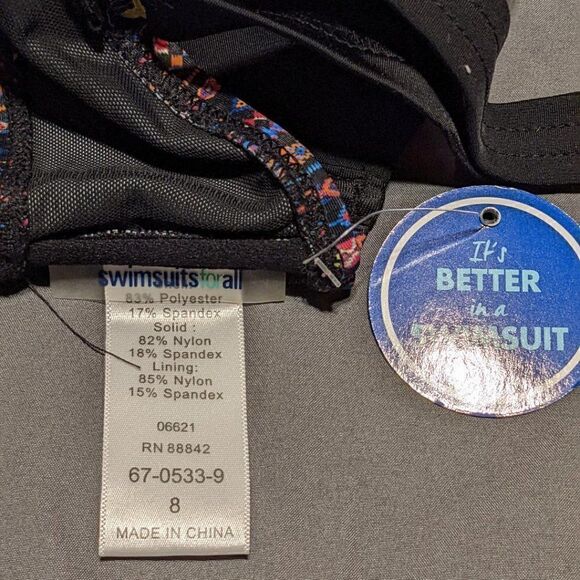 swimsuitsforall
83% Polyester
17% Spandex
Solid :
82% Nylon
18% Spandex
Lining:
85% Nylon
15% Spandex
06621
RN 88842
67-0533-9
8
MADE IN CHINA
It's
BETTER
in a
SWIMSUIT